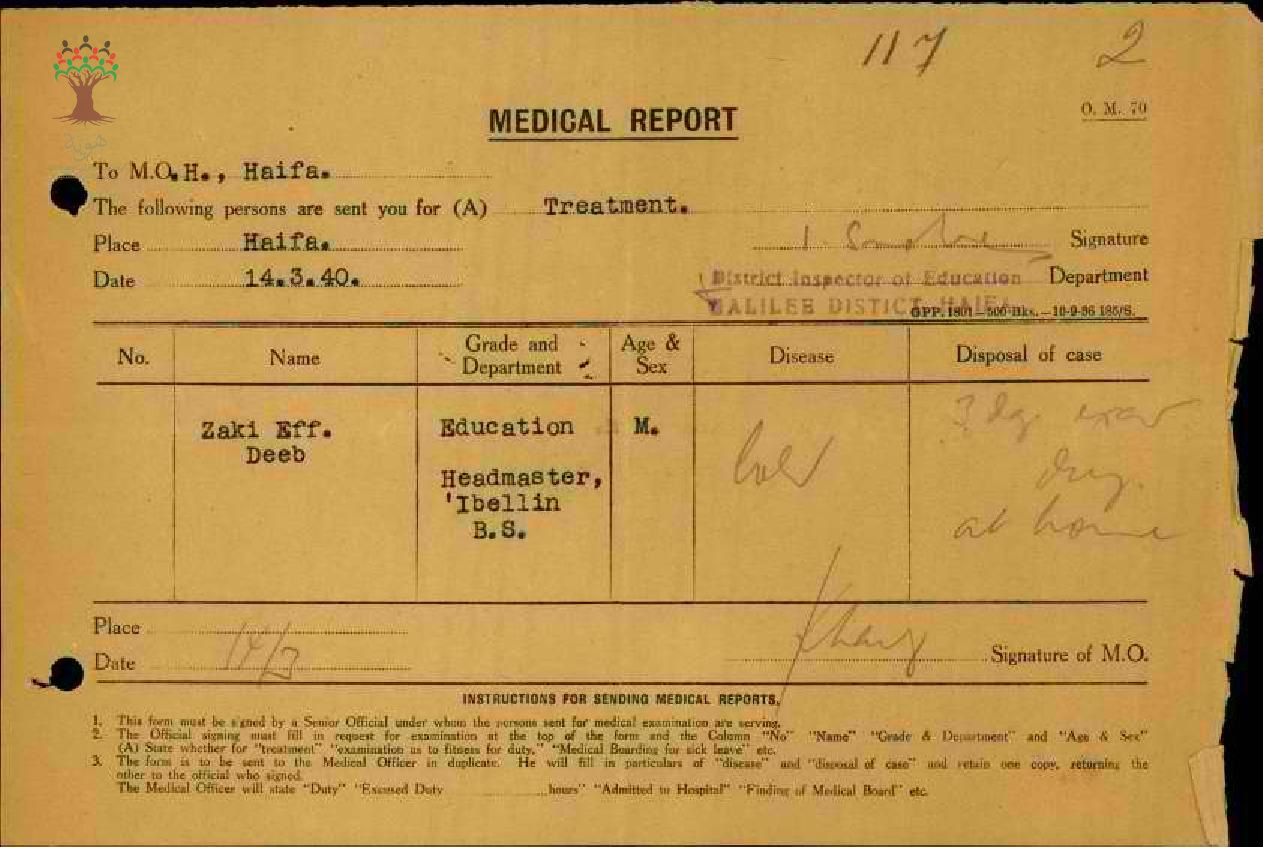 117 2
هوية
O. M. 70
MEDICAL REPORT
To M.O.H., Haifa.
The following persons are sent you for (A) Treatment.
Place Haifa.
Signature
Date 14.3.40.
District Inspector of Education Department
GALILEE DISTICT, HAIFA
GPP. 1801—500 Bks.—10-9-36 185/S.
No. Name Grade and Department Age & Sex Disease Disposal of case
Zaki Eff. Education M.
Deeb
Headmaster,
'Ibellin
B.S.
Cold
at home
Place
Date 14/3 Signature of M.O.
INSTRUCTIONS FOR SENDING MEDICAL REPORTS.
1. This form must be signed by a Senior Official under whom the persons sent for medical examination are serving.
2. The Official signing must fill in request for examination at the top of the form and the Column "No" "Name" "Grade & Department" and "Age & Sex"
(A) State whether for "treatment" "examination as to fitness for duty," "Medical Boarding for sick leave" etc.
3. The form is to be sent to the Medical Officer in duplicate. He will fill in particulars of "disease" and "disposal of case" and retain one copy, returning the
other to the official who signed.
The Medical Officer will state "Duty" "Excused Duty ............ hours" "Admitted to Hospital" "Finding of Medical Board" etc.